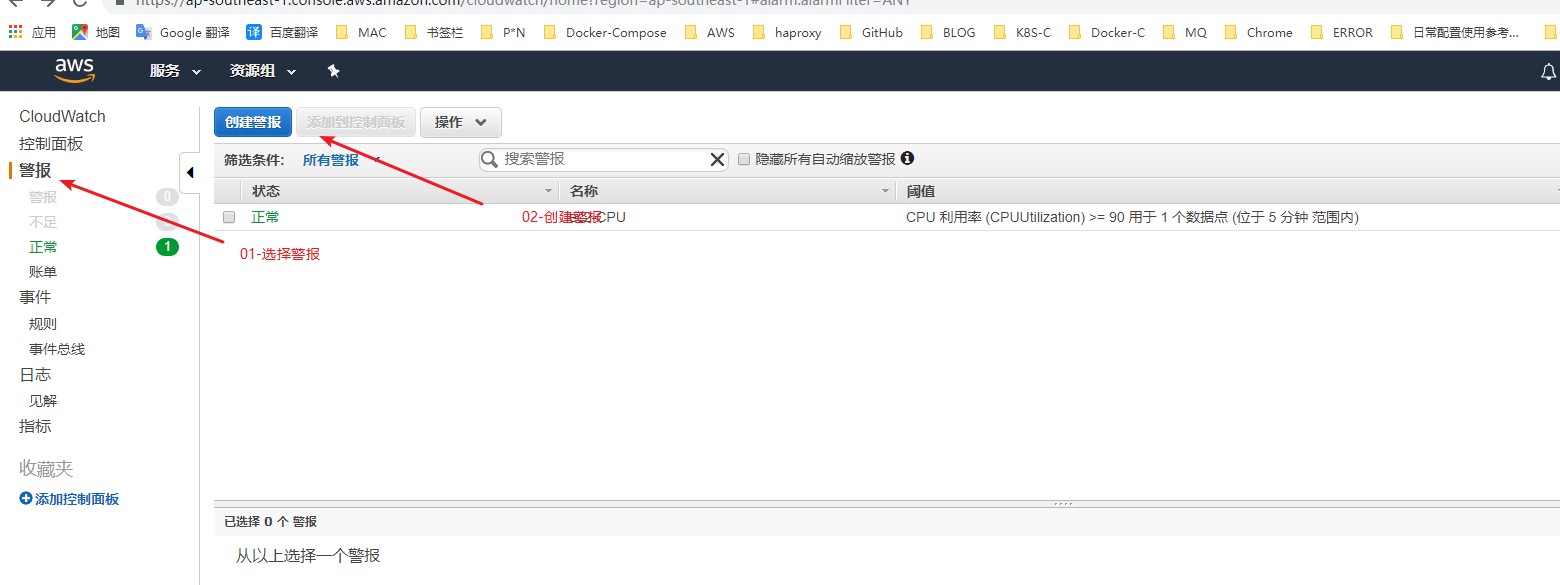 https://ap-southeast-1.console.aws.amazon.com/cloudwatch/home?region=ap-southeast-1#alarm:alarmFilter=ANY
应用 地图 Google 翻译 译 百度翻译 MAC 书签栏 P*N Docker-Compose AWS haproxy GitHub BLOG K8S-C Docker-C MQ Chrome ERROR 日常配置使用参考...
aws 服务 资源组
CloudWatch
控制面板
警报
警报 0
不足
正常 1
账单
事件
规则
事件总线
日志
见解
指标
收藏夹
添加控制面板
创建警报 添加到控制面板 操作
筛选条件: 所有警报 搜索警报 隐藏所有自动缩放警报
状态 名称 阈值
正常 CPU CPU 利用率 (CPUUtilization) >= 90 用于 1 个数据点 (位于 5 分钟 范围内)
02-创建警报
01-选择警报
已选择 0 个 警报
从以上选择一个警报